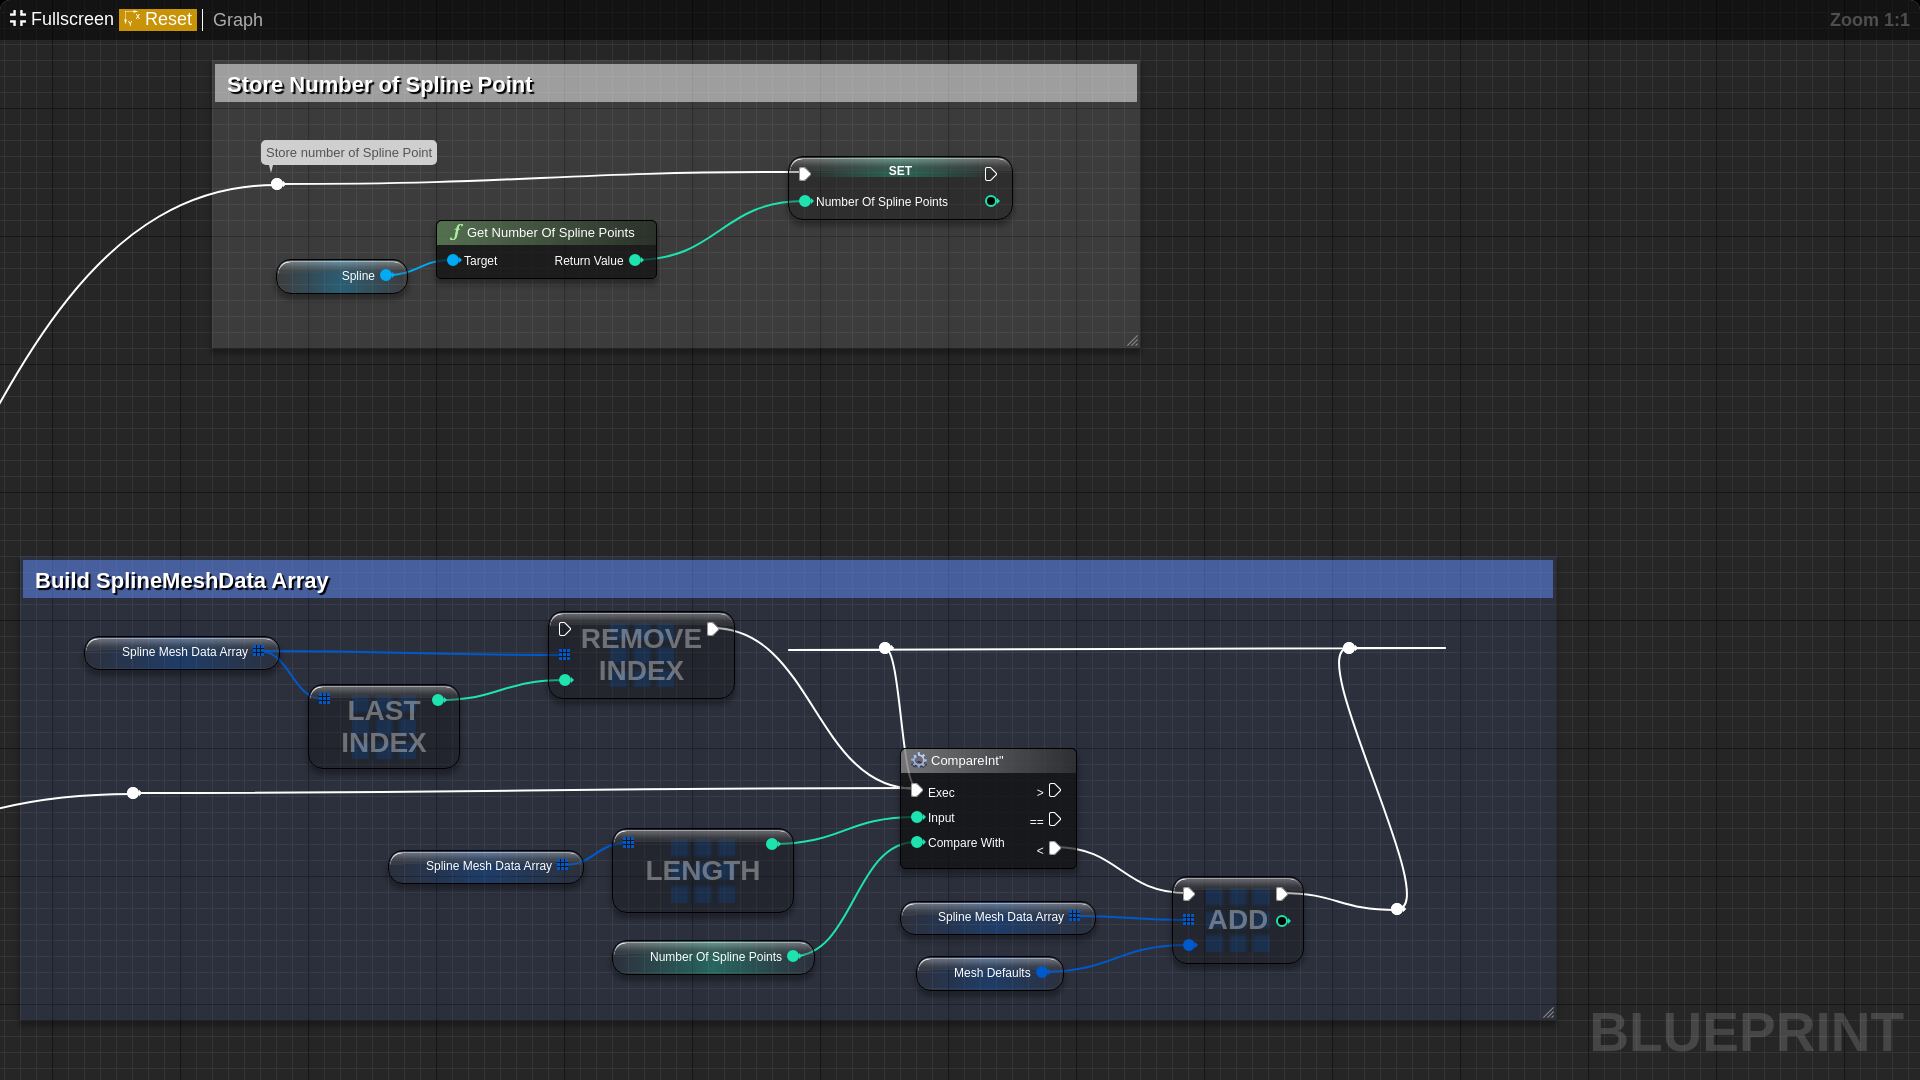 Fullscreen Reset Graph Zoom 1:1
Store Number of Spline Point
Store number of Spline Point
SET
Number Of Spline Points
ƒ Get Number Of Spline Points
Target Return Value
Spline
Build SplineMeshData Array
REMOVE
INDEX
Spline Mesh Data Array
LAST
INDEX
CompareInt"
Exec >
Input ==
Compare With <
Spline Mesh Data Array
LENGTH
Number Of Spline Points
Spline Mesh Data Array
ADD
Mesh Defaults
BLUEPRINT